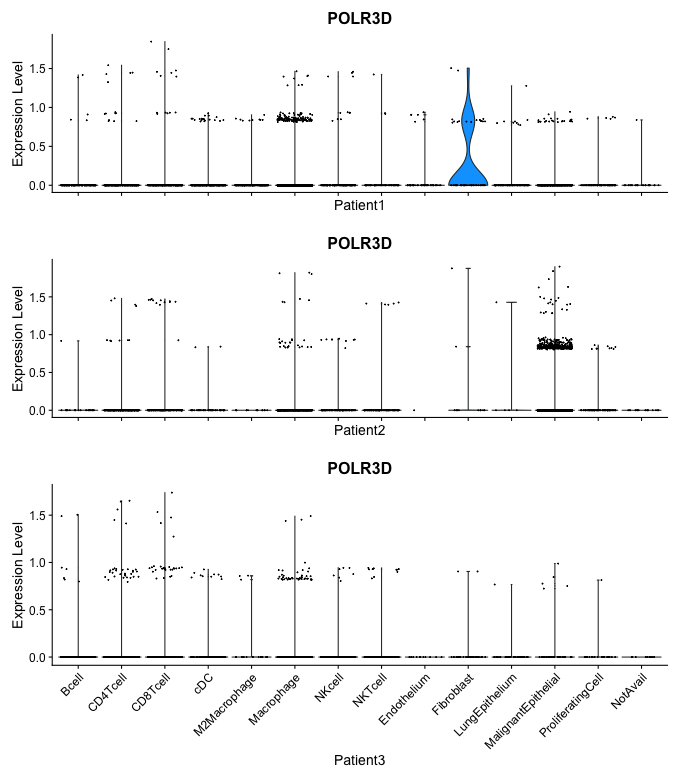 POLR3D
Expression Level
1.5
1.0
0.5
0.0
Patient1
POLR3D
Expression Level
1.5
1.0
0.5
0.0
Patient2
POLR3D
Expression Level
1.5
1.0
0.5
0.0
Bcell
CD4Tcell
CD8Tcell
cDC
M2Macrophage
Macrophage
NKcell
NKTcell
Endothelium
Fibroblast
LungEpithelium
MalignantEpithelial
ProliferatingCell
NotAvail
Patient3